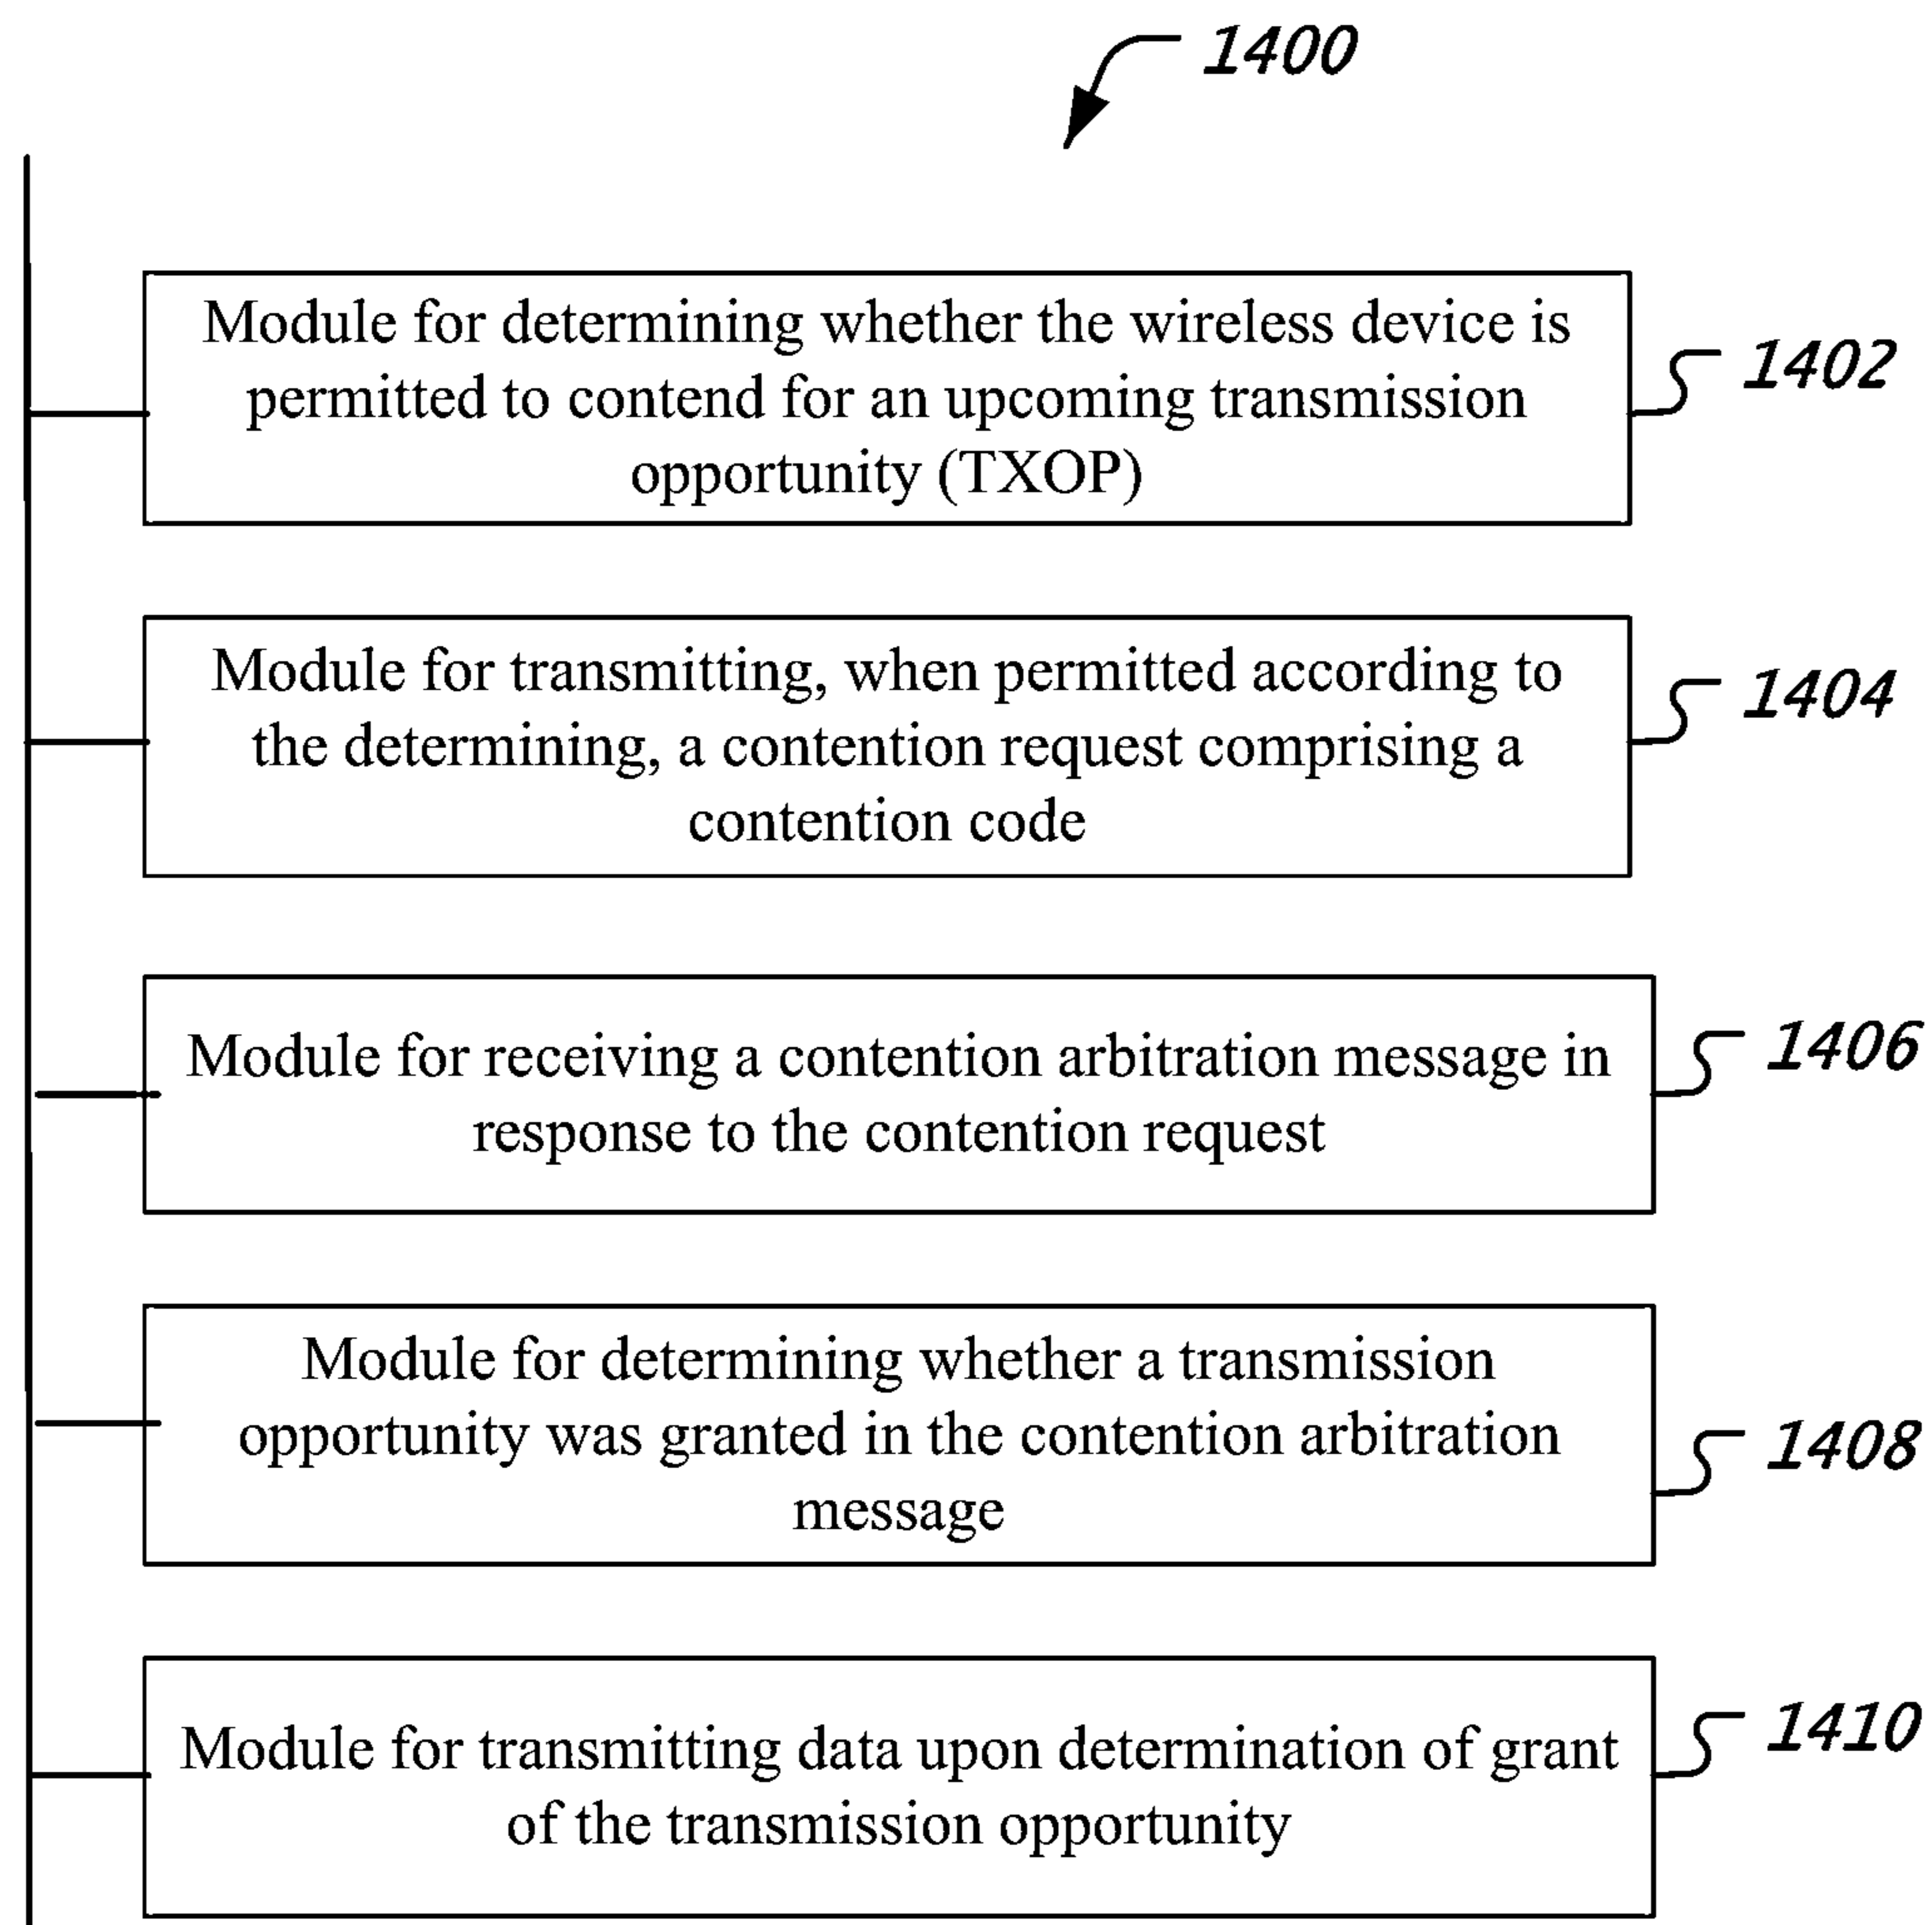 1400
Module for determining whether the wireless device is
permitted to contend for an upcoming transmission
opportunity (TXOP)
1402
Module for transmitting, when permitted according to
the determining, a contention request comprising a
contention code
1404
Module for receiving a contention arbitration message in
response to the contention request
1406
Module for determining whether a transmission
opportunity was granted in the contention arbitration
message
1408
Module for transmitting data upon determination of grant
of the transmission opportunity
1410